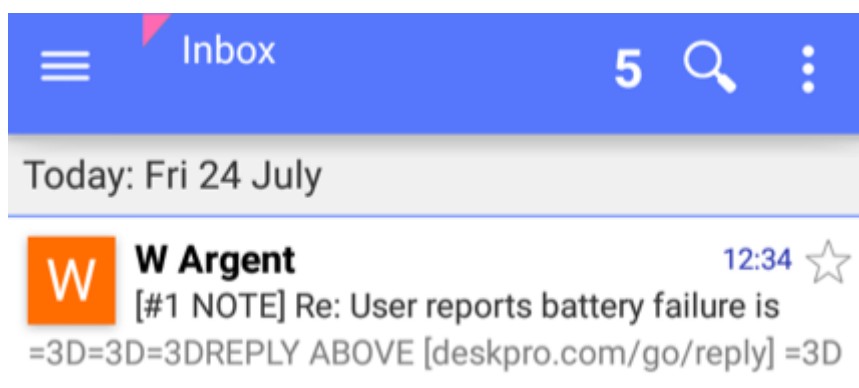 Inbox
5
Today: Fri 24 July
W
W Argent
12:34
[#1 NOTE] Re: User reports battery failure is
=3D=3D=3DREPLY ABOVE [deskpro.com/go/reply] =3D